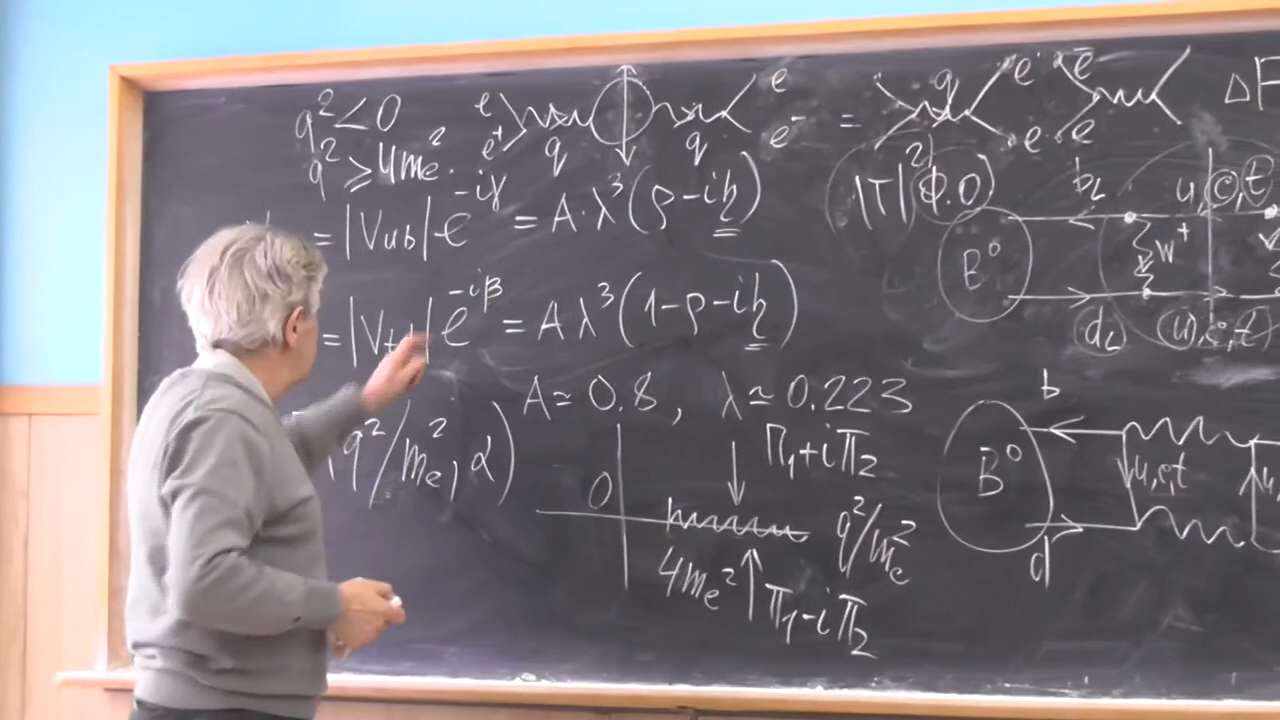 q² < 0
q² ⩾ 4me².
e e⁺ q q e e⁻ = q e e e e ΔF
= |Vub| e^{-iγ} = A·λ³(ρ - iη)
|T|²(Ф.О)
b_L u, c, t
B⁰ W⁺
d_L u, c, t
= |Vt | e^{-iβ} = Aλ³(1 - ρ - iη)
A ≃ 0.8, λ ≃ 0.223
q²/me², α)
Π₁ + iΠ₂
0 q²/me²
4me² Π₁ - iΠ₂
b
B⁰ u, c, t
d